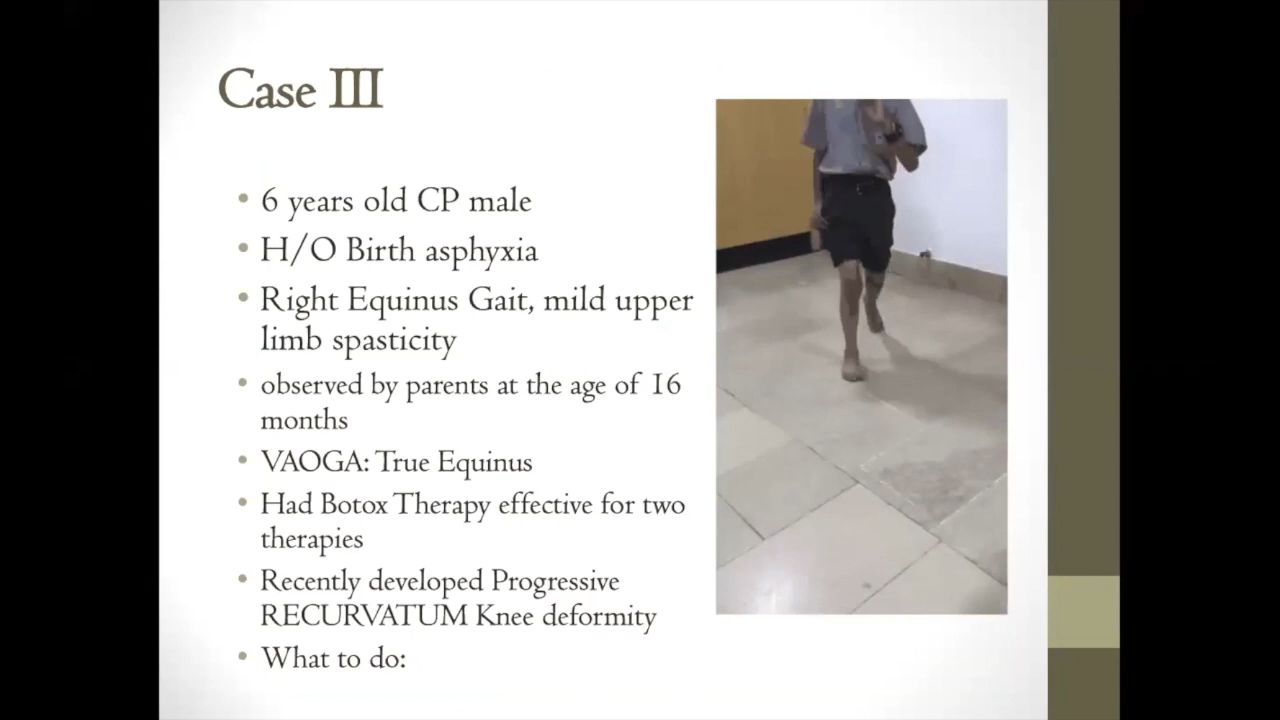 Case III
• 6 years old CP male
• H/O Birth asphyxia
• Right Equinus Gait, mild upper
limb spasticity
• observed by parents at the age of 16
months
• VAOGA: True Equinus
• Had Botox Therapy effective for two
therapies
• Recently developed Progressive
RECURVATUM Knee deformity
• What to do: